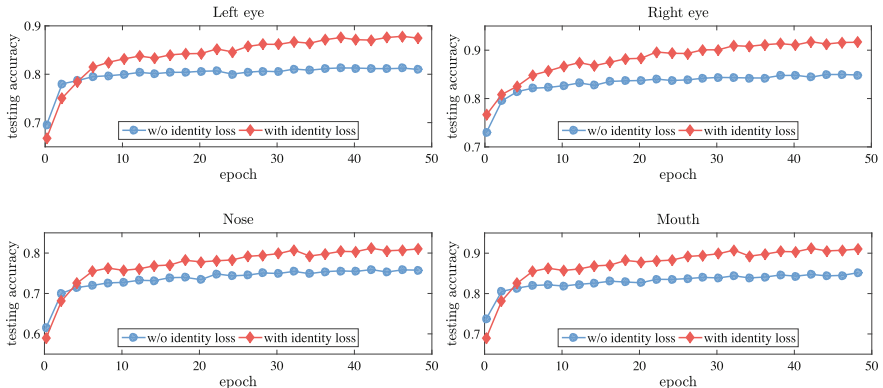 Left eye
testing accuracy
0.9
0.8
0.7
0 10 20 30 40 50
w/o identity loss with identity loss
epoch
Right eye
testing accuracy
0.9
0.8
0.7
0 10 20 30 40 50
w/o identity loss with identity loss
epoch
Nose
testing accuracy
0.8
0.7
0.6
0 10 20 30 40 50
w/o identity loss with identity loss
epoch
Mouth
testing accuracy
0.9
0.8
0.7
0 10 20 30 40 50
w/o identity loss with identity loss
epoch